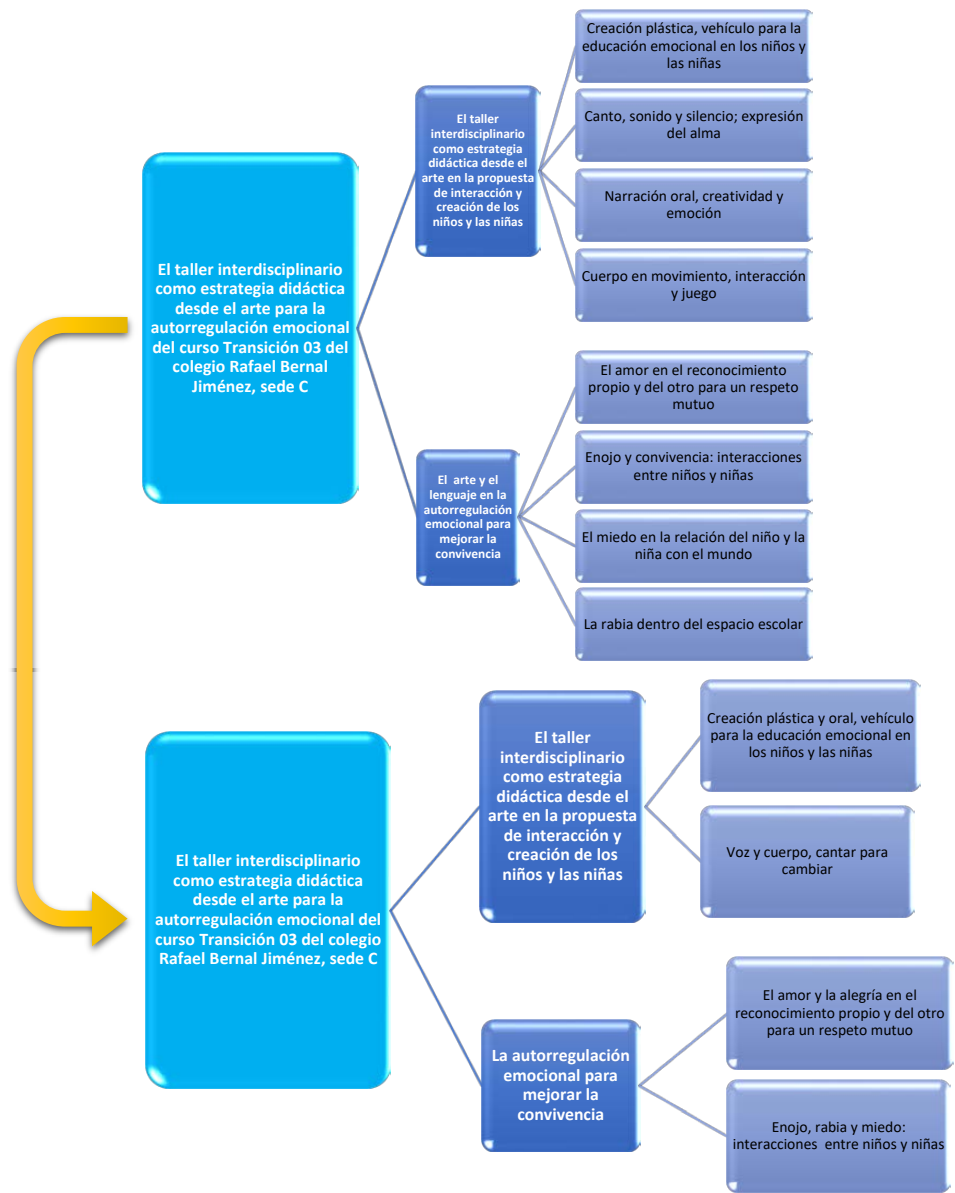 El taller interdisciplinario
como estrategia didáctica
desde el arte para la
autorregulación emocional
del curso Transición 03 del
colegio Rafael Bernal
Jiménez, sede C
El taller
interdisciplinario
como estrategia
didáctica desde el
arte en la propuesta
de interacción y
creación de los
niños y las niñas
Creación plástica, vehículo para la
educación emocional en los niños y
las niñas
Canto, sonido y silencio; expresión
del alma
Narración oral, creatividad y
emoción
Cuerpo en movimiento, interacción
y juego
El arte y el
lenguaje en la
autorregulación
emocional para
mejorar la
convivencia
El amor en el reconocimiento
propio y del otro para un respeto
mutuo
Enojo y convivencia: interacciones
entre niños y niñas
El miedo en la relación del niño y la
niña con el mundo
La rabia dentro del espacio escolar
El taller interdisciplinario
como estrategia didáctica
desde el arte para la
autorregulación emocional del
curso Transición 03 del colegio
Rafael Bernal Jiménez, sede C
El taller
interdisciplinario
como estrategia
didáctica desde el
arte en la propuesta
de interacción y
creación de los
niños y las niñas
Creación plástica y oral, vehículo
para la educación emocional en
los niños y las niñas
Voz y cuerpo, cantar para
cambiar
La autorregulación
emocional para
mejorar la
convivencia
El amor y la alegría en el
reconocimiento propio y del otro
para un respeto mutuo
Enojo, rabia y miedo:
interacciones entre niños y niñas